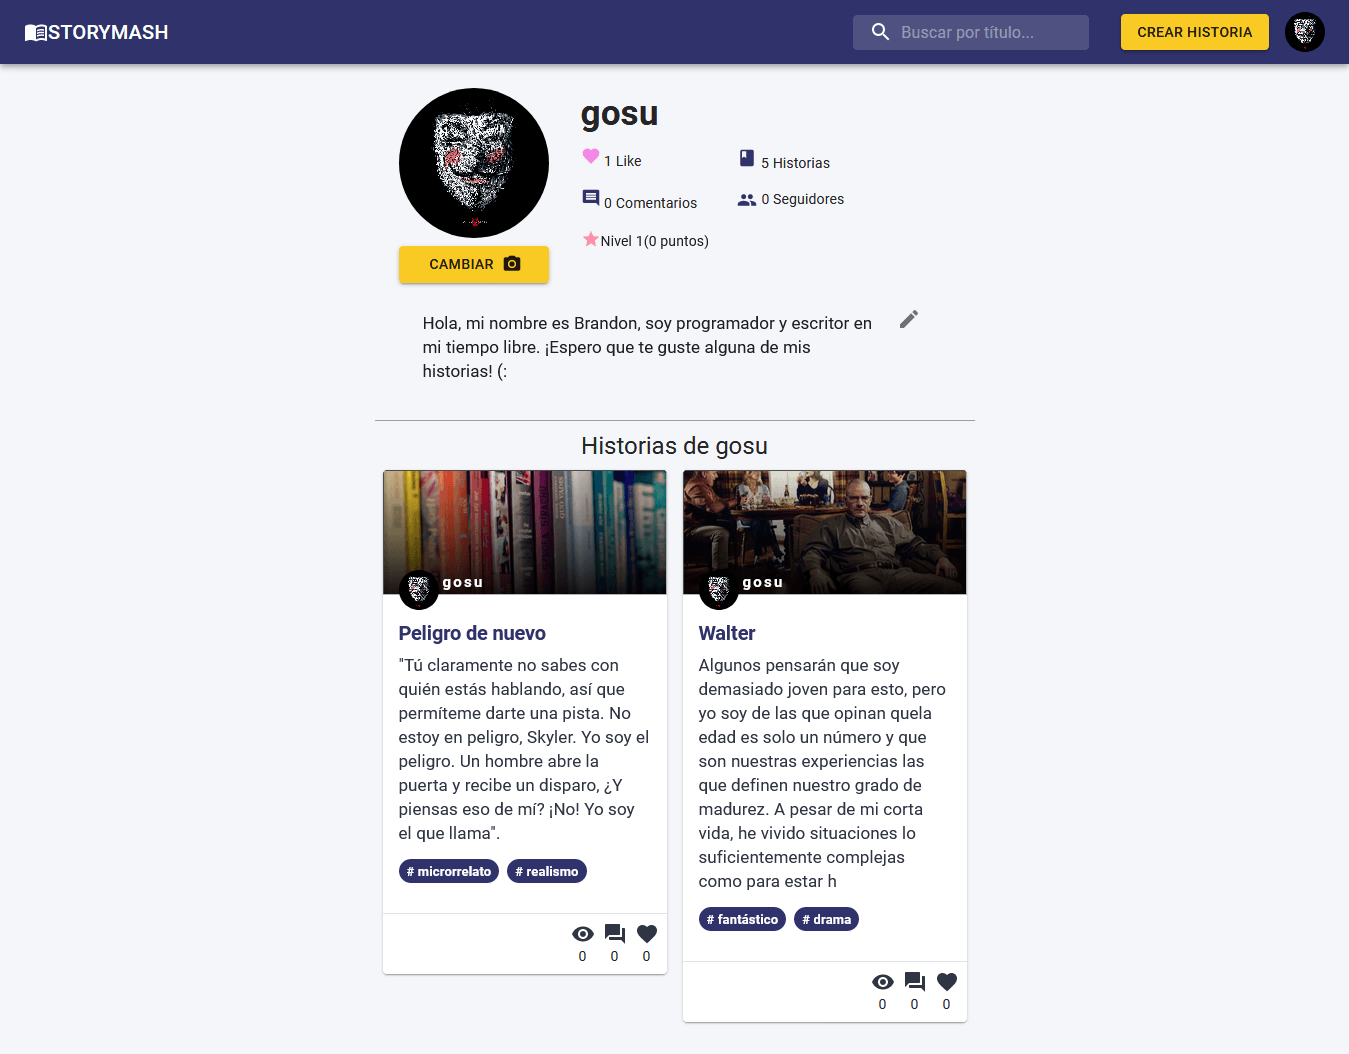 STORYMASH
Buscar por título...
CREAR HISTORIA
gosu
1 Like
5 Historias
0 Comentarios
0 Seguidores
Nivel 1(0 puntos)
CAMBIAR
Hola, mi nombre es Brandon, soy programador y escritor en
mi tiempo libre. ¡Espero que te guste alguna de mis
historias! (:
Historias de gosu
gosu
Peligro de nuevo
"Tú claramente no sabes con
quién estás hablando, así que
permíteme darte una pista. No
estoy en peligro, Skyler. Yo soy el
peligro. Un hombre abre la
puerta y recibe un disparo, ¿Y
piensas eso de mí? ¡No! Yo soy
el que llama".
# microrrelato # realismo
0 0 0
gosu
Walter
Algunos pensarán que soy
demasiado joven para esto, pero
yo soy de las que opinan quela
edad es solo un número y que
son nuestras experiencias las
que definen nuestro grado de
madurez. A pesar de mi corta
vida, he vivido situaciones lo
suficientemente complejas
como para estar h
# fantástico # drama
0 0 0